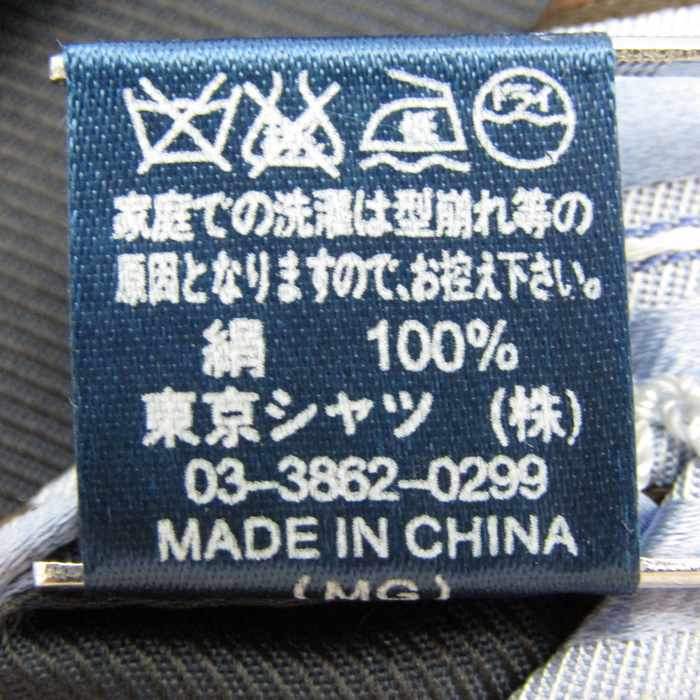 ドライ
家庭での洗濯は型崩れ等の
原因となりますので、お控え下さい。
絹 100%
東京シャツ (株)
03-3862-0299
MADE IN CHINA
(MG)